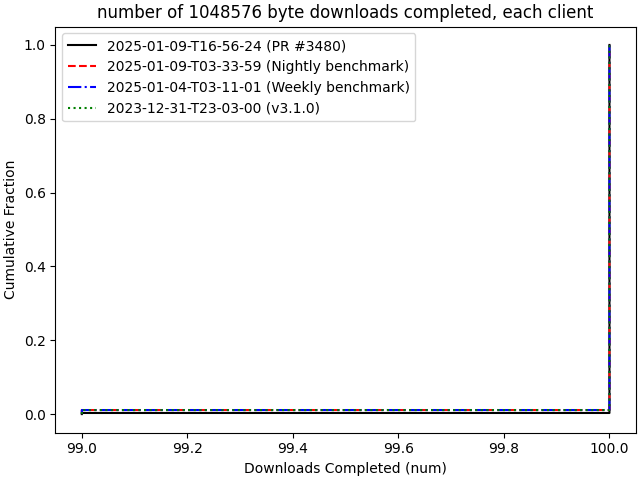 number of 1048576 byte downloads completed, each client
2025-01-09-T16-56-24 (PR #3480)
2025-01-09-T03-33-59 (Nightly benchmark)
2025-01-04-T03-11-01 (Weekly benchmark)
2023-12-31-T23-03-00 (v3.1.0)
Cumulative Fraction
1.0
0.8
0.6
0.4
0.2
0.0
99.0 99.2 99.4 99.6 99.8 100.0
Downloads Completed (num)